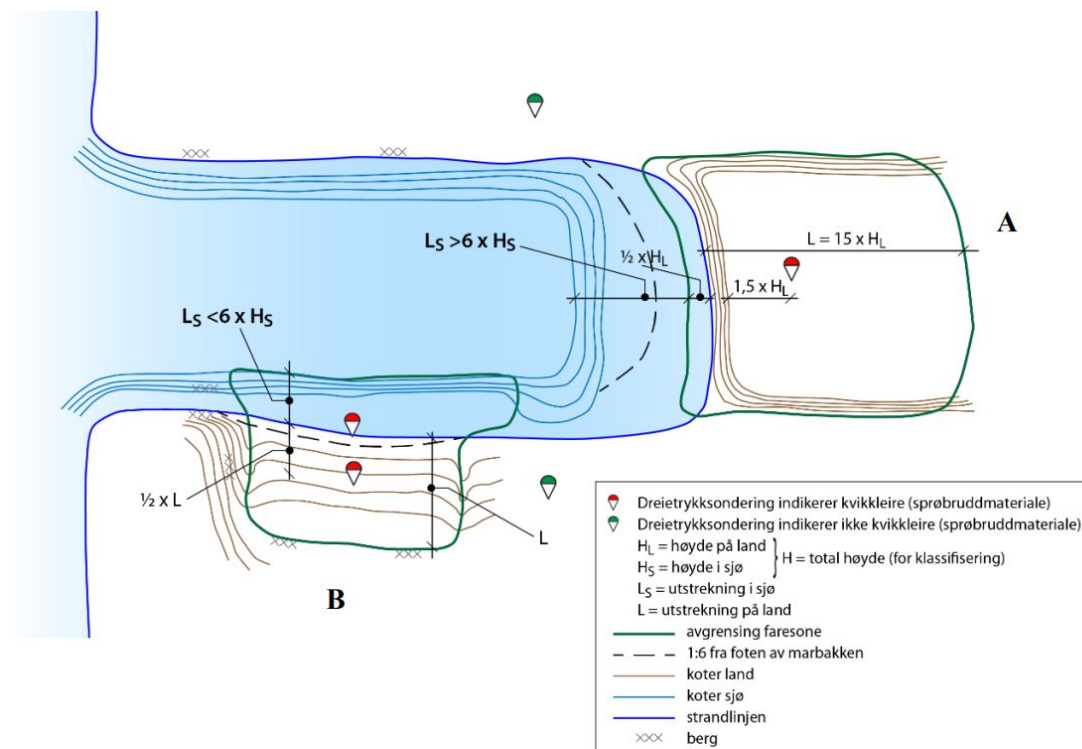 A
L = 15 x H_L
L_S >6 x H_S
½ x H_L
1,5 x H_L
L_S <6 x H_S
½ x L
L
B
Dreietrykksondering indikerer kvikkleire (sprøbruddmateriale)
Dreietrykksondering indikerer ikke kvikkleire (sprøbruddmateriale)
H_L = høyde på land
H_S = høyde i sjø
H = total høyde (for klassifisering)
L_S = utstrekning i sjø
L = utstrekning på land
avgrensing faresone
1:6 fra foten av marbakken
koter land
koter sjø
strandlinjen
berg